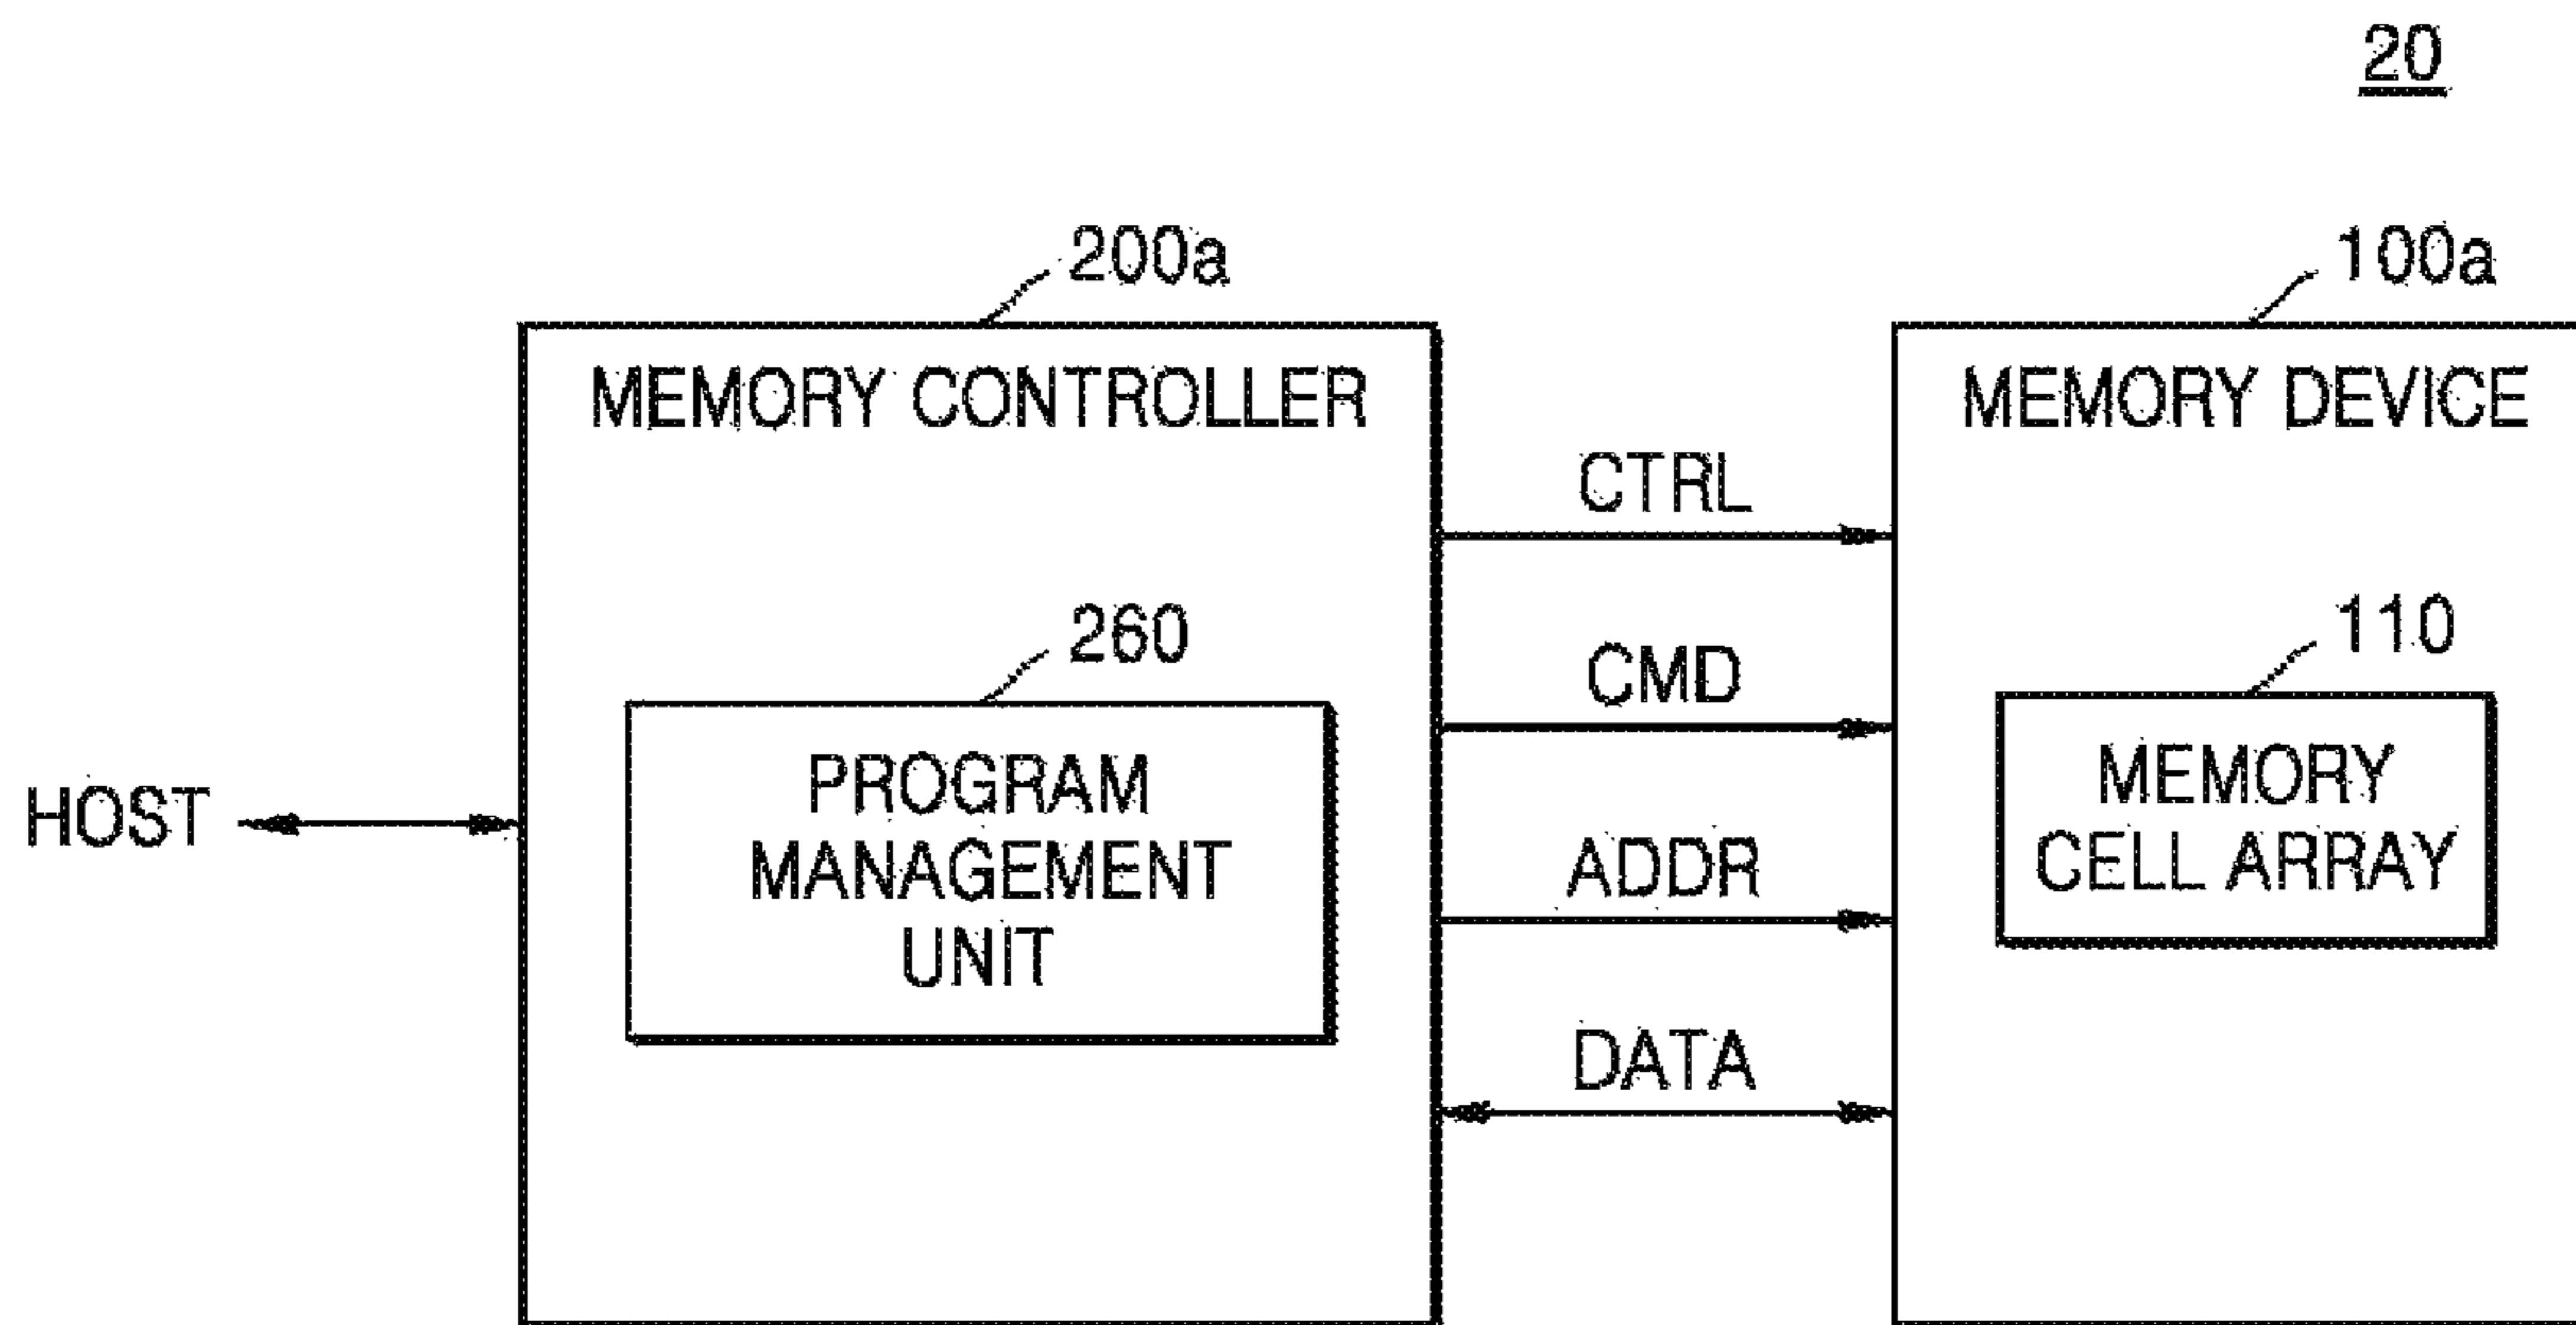 20
200a
100a
MEMORY CONTROLLER
MEMORY DEVICE
CTRL
260
110
CMD
PROGRAM
MANAGEMENT
UNIT
MEMORY
CELL ARRAY
HOST
ADDR
DATA